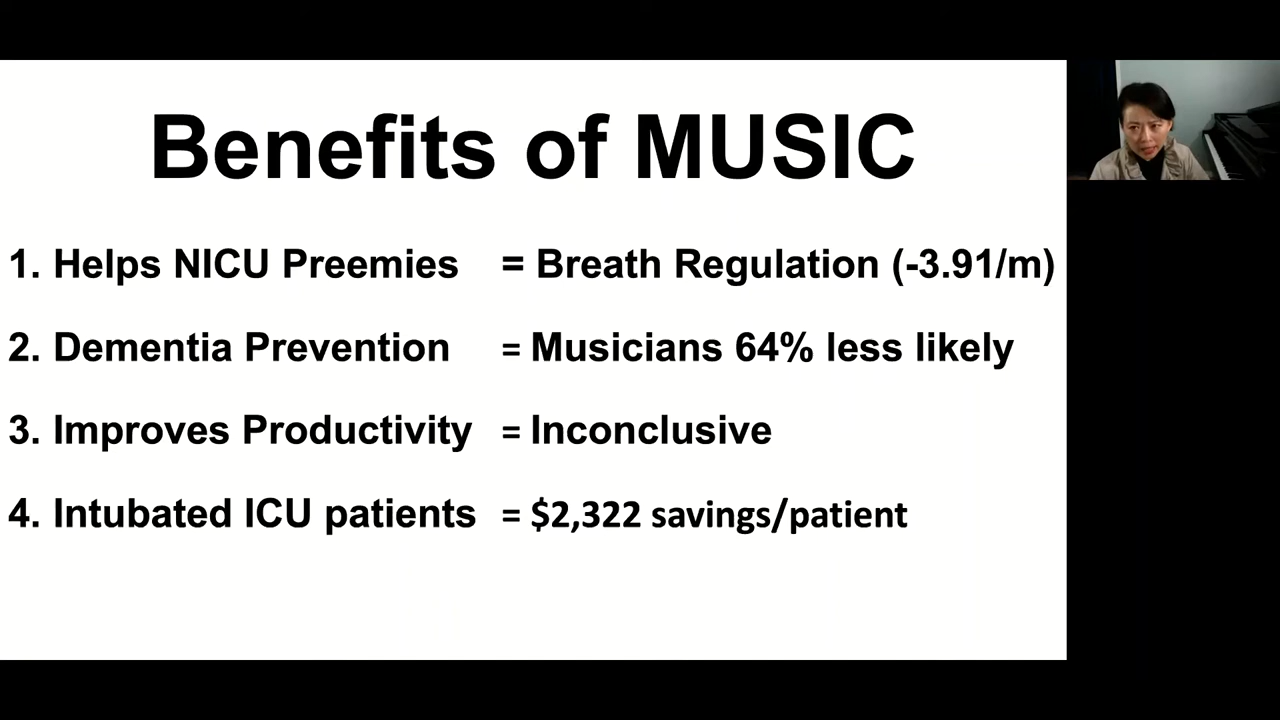 Benefits of MUSIC
1. Helps NICU Preemies = Breath Regulation (-3.91/m)
2. Dementia Prevention = Musicians 64% less likely
3. Improves Productivity = Inconclusive
4. Intubated ICU patients = $2,322 savings/patient